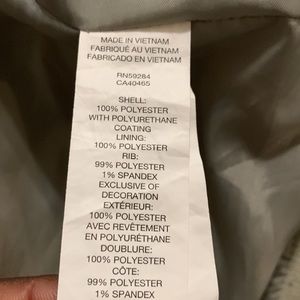 MADE IN VIETNAM
FABRIQUÉ AU VIETNAM
FABRICADO EN VIETNAM
RN59284
CA40465
SHELL:
100% POLYESTER
WITH POLYURETHANE
COATING
LINING:
100% POLYESTER
RIB:
99% POLYESTER
1% SPANDEX
EXCLUSIVE OF
DECORATION
EXTÉRIEUR:
100% POLYESTER
AVEC REVÊTEMENT
EN POLYURÉTHANE
DOUBLURE:
100% POLYESTER
CÔTE:
99% POLYESTER
1% SPANDEX